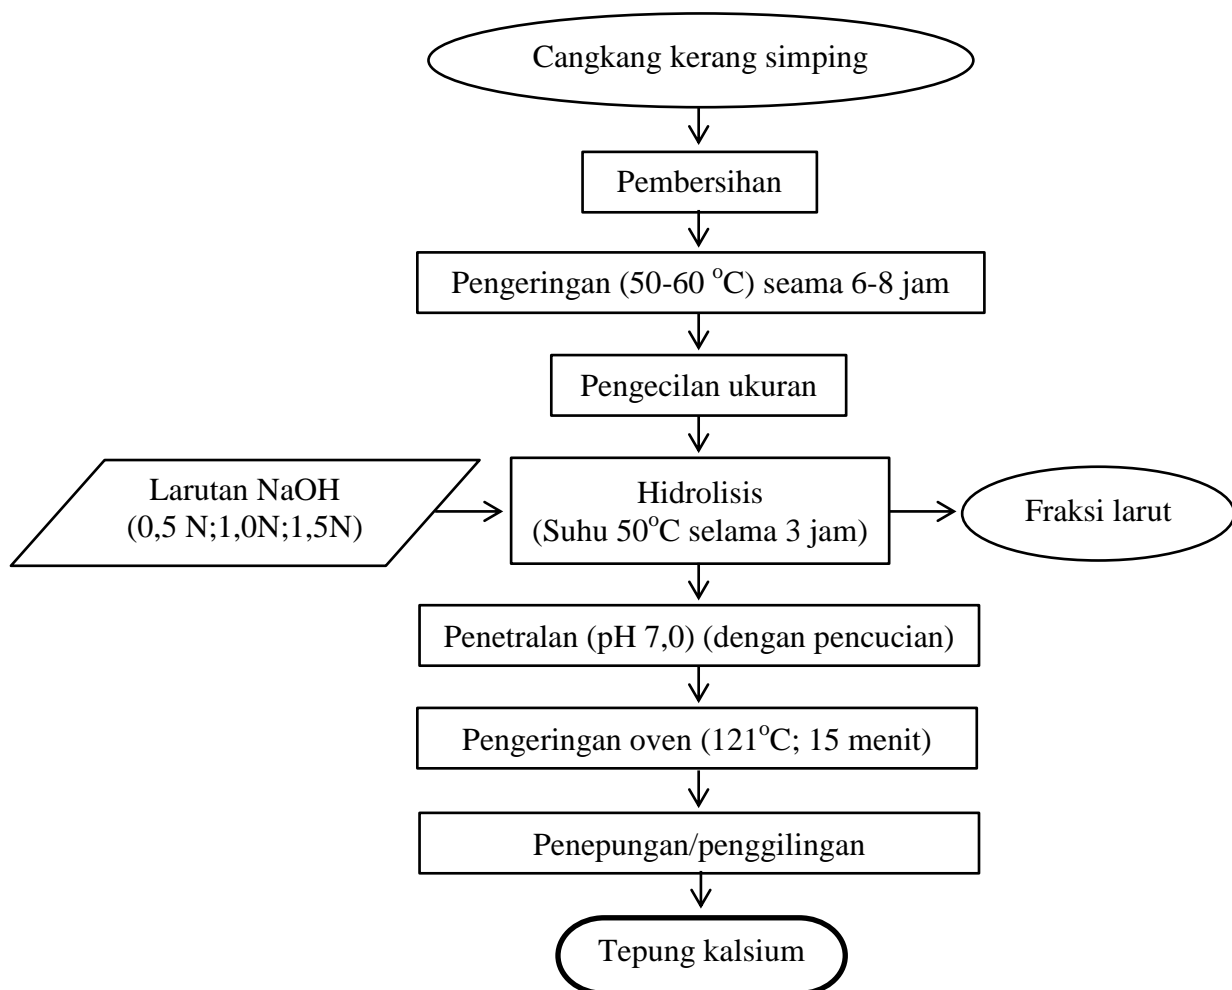 Cangkang kerang simping
Pembersihan
Pengeringan (50-60 °C) seama 6-8 jam
Pengecilan ukuran
Larutan NaOH
(0,5 N;1,0N;1,5N)
Hidrolisis
(Suhu 50°C selama 3 jam)
Fraksi larut
Penetralan (pH 7,0) (dengan pencucian)
Pengeringan oven (121°C; 15 menit)
Penepungan/penggilingan
Tepung kalsium